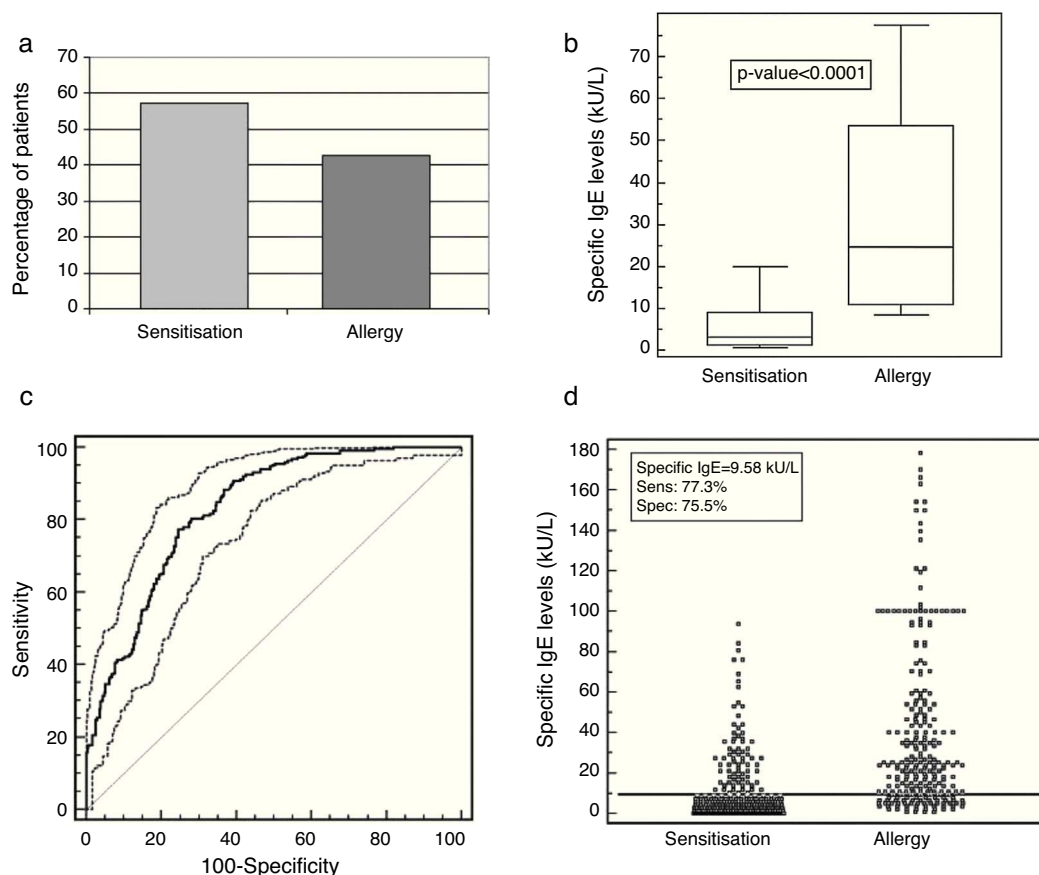 a
70
60
50
40
30
20
10
0
Percentage of patients
Sensitisation Allergy
b
70
60
50
40
30
20
10
0
Specific IgE levels (kU/L)
p-value<0.0001
Sensitisation Allergy
c
100
80
60
40
20
0
Sensitivity
0 20 40 60 80 100
100-Specificity
d
180
160
140
120
100
80
60
40
20
0
Specific IgE levels (kU/L)
Specific IgE=9.58 kU/L
Sens: 77.3%
Spec: 75.5%
Sensitisation Allergy